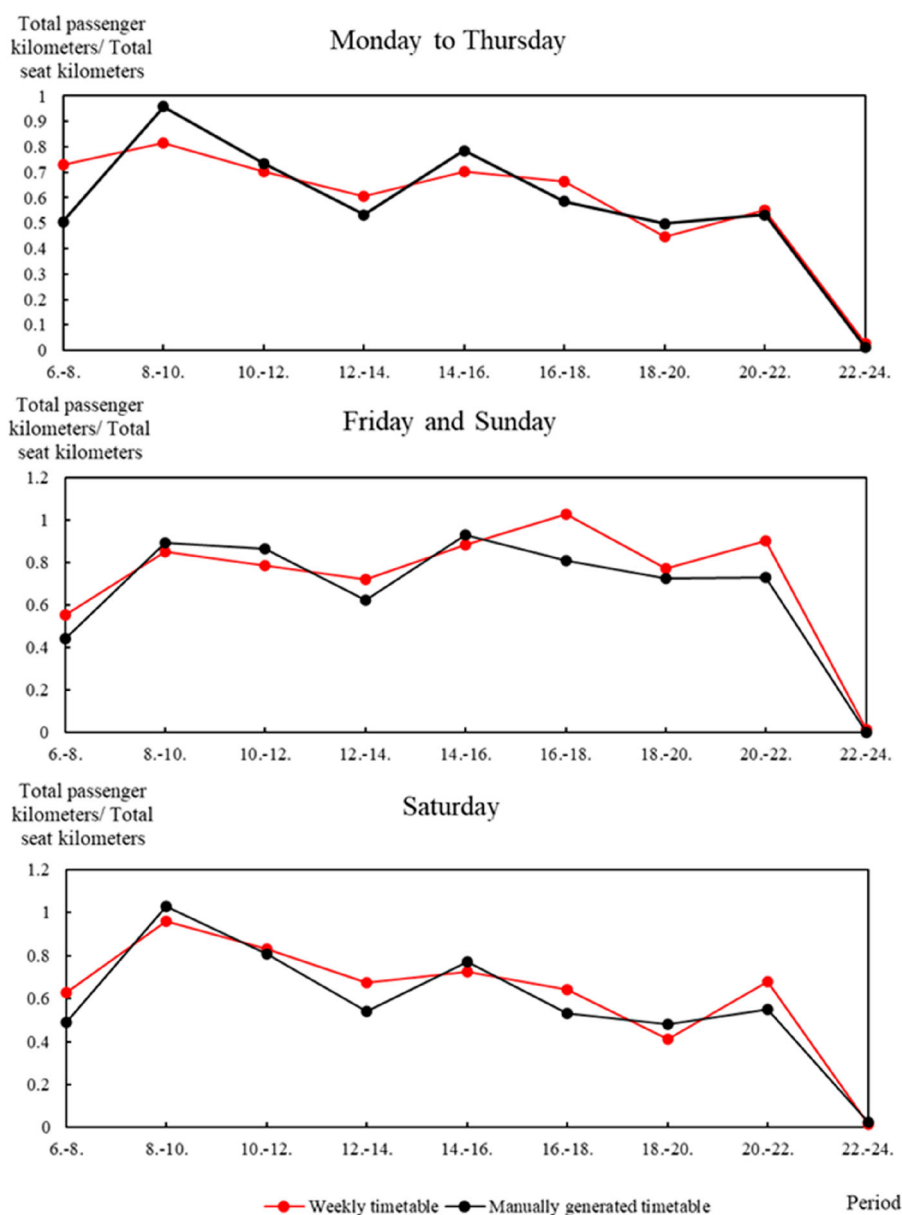 Total passenger
kilometers/ Total
seat kilometers
Monday to Thursday
1
0.9
0.8
0.7
0.6
0.5
0.4
0.3
0.2
0.1
0
6.-8. 8.-10. 10.-12. 12.-14. 14.-16. 16.-18. 18.-20. 20.-22. 22.-24.
Total passenger
kilometers/ Total
seat kilometers
Friday and Sunday
1.2
1
0.8
0.6
0.4
0.2
0
6.-8. 8.-10. 10.-12. 12.-14. 14.-16. 16.-18. 18.-20. 20.-22. 22.-24.
Total passenger
kilometers/ Total
seat kilometers
Saturday
1.2
1
0.8
0.6
0.4
0.2
0
6.-8. 8.-10. 10.-12. 12.-14. 14.-16. 16.-18. 18.-20. 20.-22. 22.-24.
Weekly timetable Manually generated timetable Period